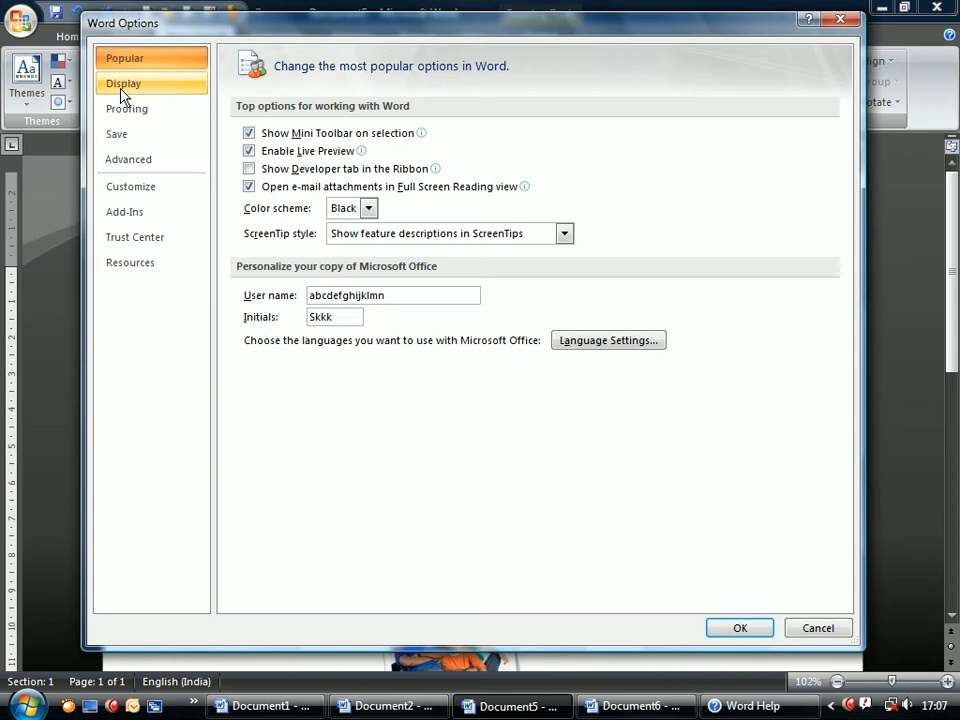 Word Options
Popular
Display
Proofing
Save
Advanced
Customize
Add-Ins
Trust Center
Resources
Change the most popular options in Word.
Top options for working with Word
Show Mini Toolbar on selection
Enable Live Preview
Show Developer tab in the Ribbon
Open e-mail attachments in Full Screen Reading view
Color scheme: Black
ScreenTip style: Show feature descriptions in ScreenTips
Personalize your copy of Microsoft Office
User name: abcdefghijklmn
Initials: Skkk
Choose the languages you want to use with Microsoft Office: Language Settings...
OK Cancel
Themes
Themes
Section: 1 Page: 1 of 1 English (India) 102%
Document1 - ... Document2 - ... Document5 - ... Document6 - ... Word Help 17:07